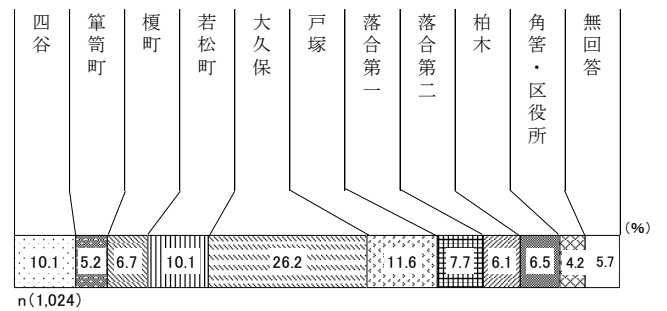 四谷
箪笥町
榎町
若松町
大久保
戸塚
落合第一
落合第二
柏木
角筈・区役所
無回答
(%)
10.1
5.2
6.7
10.1
26.2
11.6
7.7
6.1
6.5
4.2
5.7
n(1,024)